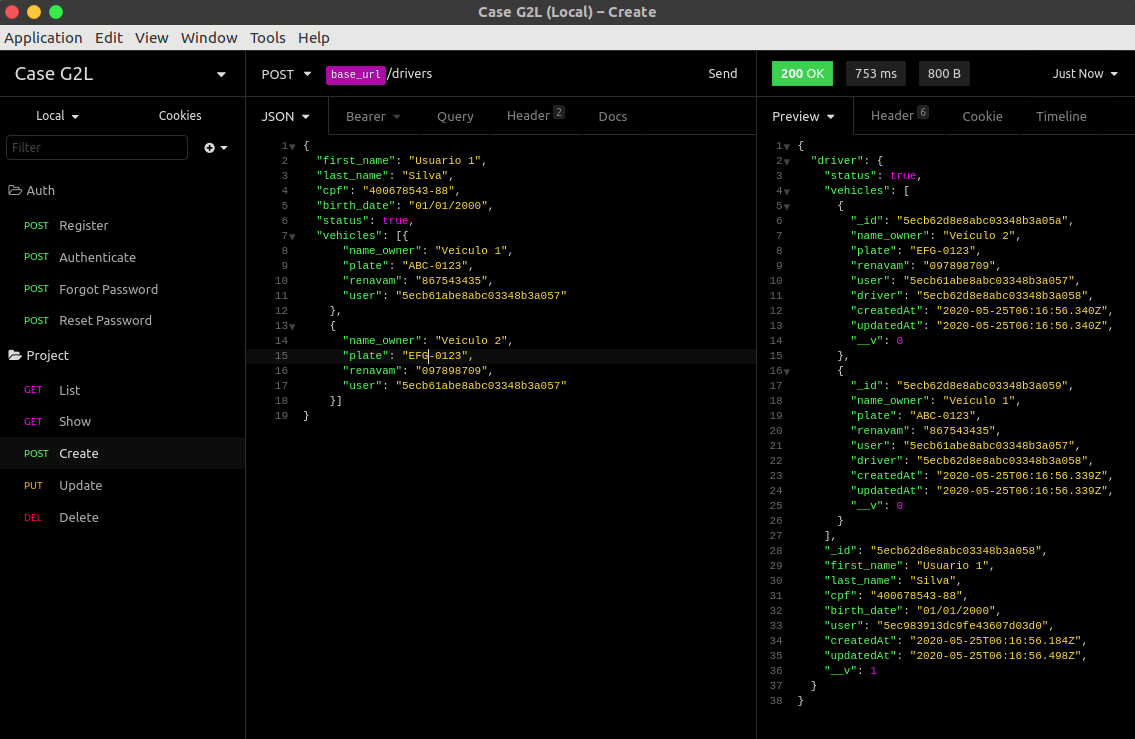 Case G2L (Local) – Create
Application Edit View Window Tools Help
Case G2L
Local Cookies
Filter
Auth
POST Register
POST Authenticate
POST Forgot Password
POST Reset Password
Project
GET List
GET Show
POST Create
PUT Update
DEL Delete
POST base_url/drivers Send
JSON Bearer Query Header 2 Docs
1 {
2 "first_name": "Usuario 1",
3 "last_name": "Silva",
4 "cpf": "400678543-88",
5 "birth_date": "01/01/2000",
6 "status": true,
7 "vehicles": [{
8 "name_owner": "Veículo 1",
9 "plate": "ABC-0123",
10 "renavam": "867543435",
11 "user": "5ecb61abe8abc03348b3a057"
12 },
13 {
14 "name_owner": "Veículo 2",
15 "plate": "EFG-0123",
16 "renavam": "097898709",
17 "user": "5ecb61abe8abc03348b3a057"
18 }]
19 }
200 OK 753 ms 800 B Just Now
Preview Header 6 Cookie Timeline
1 {
2 "driver": {
3 "status": true,
4 "vehicles": [
5 {
6 "_id": "5ecb62d8e8abc03348b3a05a",
7 "name_owner": "Veículo 2",
8 "plate": "EFG-0123",
9 "renavam": "097898709",
10 "user": "5ecb61abe8abc03348b3a057",
11 "driver": "5ecb62d8e8abc03348b3a058",
12 "createdAt": "2020-05-25T06:16:56.340Z",
13 "updatedAt": "2020-05-25T06:16:56.340Z",
14 "__v": 0
15 },
16 {
17 "_id": "5ecb62d8e8abc03348b3a059",
18 "name_owner": "Veículo 1",
19 "plate": "ABC-0123",
20 "renavam": "867543435",
21 "user": "5ecb61abe8abc03348b3a057",
22 "driver": "5ecb62d8e8abc03348b3a058",
23 "createdAt": "2020-05-25T06:16:56.339Z",
24 "updatedAt": "2020-05-25T06:16:56.339Z",
25 "__v": 0
26 }
27 ],
28 "_id": "5ecb62d8e8abc03348b3a058",
29 "first_name": "Usuario 1",
30 "last_name": "Silva",
31 "cpf": "400678543-88",
32 "birth_date": "01/01/2000",
33 "user": "5ec983913dc9fe43607d03d0",
34 "createdAt": "2020-05-25T06:16:56.184Z",
35 "updatedAt": "2020-05-25T06:16:56.498Z",
36 "__v": 1
37 }
38 }